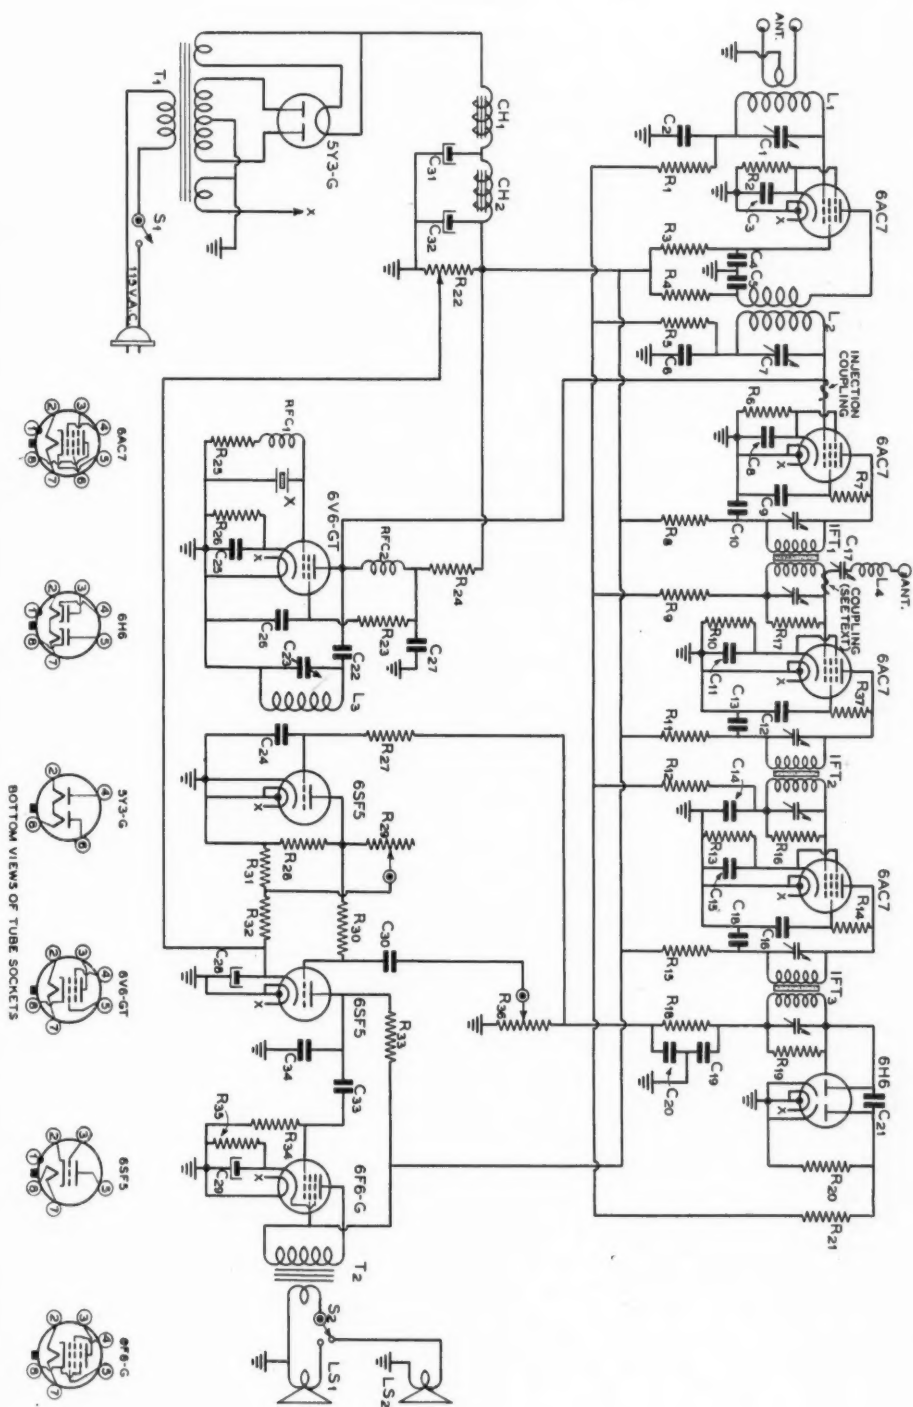 ANT.
L1
C1
C2
R1
6AC7
R2
C3
R3
C4
C5
R4
L2
C7
R5
C6
INJECTION
COUPLING
6AC7
R6
C8
R7
C9
C10
R8
IFT1
C17
L4
ANT.
COUPLING
(SEE TEXT)
R9
R17
6AC7
R10
C11
R37
C12
C13
R11
IFT2
R12
C14
R16
6AC7
R13
C15
R14
C16
C18
R15
IFT3
R18
C19
C20
R19
6H6
C21
R20
R21
CH1
C31
CH2
C32
R22
R24
5Y3-G
T1
X
S1
115 V. A.C.
RFC1
R25
X
6V6-GT
RFC2
R26
C25
X
C26
R23
C27
C22
C23
L3
C24
R27
6SF5
X
R28
R29
R31
R32
R30
C30
R36
C28
6SF5
X
R33
C34
C33
R34
R35
C29
X
6F6-G
T2
S2
LS1
LS2
6AC7
6H6
5Y3-G
6V6-GT
6SF5
6F6-G
BOTTOM VIEWS OF TUBE SOCKETS